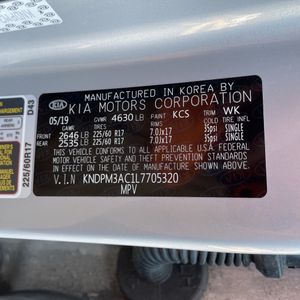 MANUFACTURED IN KOREA BY
KIA MOTORS CORPORATION
KIA
05/19 GVWR 4630 LB PAINT KCS TRIM WK
GAWR TIRE RIM COLD
FRONT 2646 LB 225/60 R17 7.0Jx17 35psi SINGLE
REAR 2535 LB 225/60 R17 7.0Jx17 35psi SINGLE
THIS VEHICLE CONFORMS TO ALL APPLICABLE U.S.A. FEDERAL
MOTOR VEHICLE SAFETY, BUMPER, AND THEFT PREVENTION
STANDARDS IN EFFECT ON THE DATE OF MANUFACTURE SHOWN ABOVE.
V.I.N KNDPM3AC1L7705320
MPV
D43
225/60R17